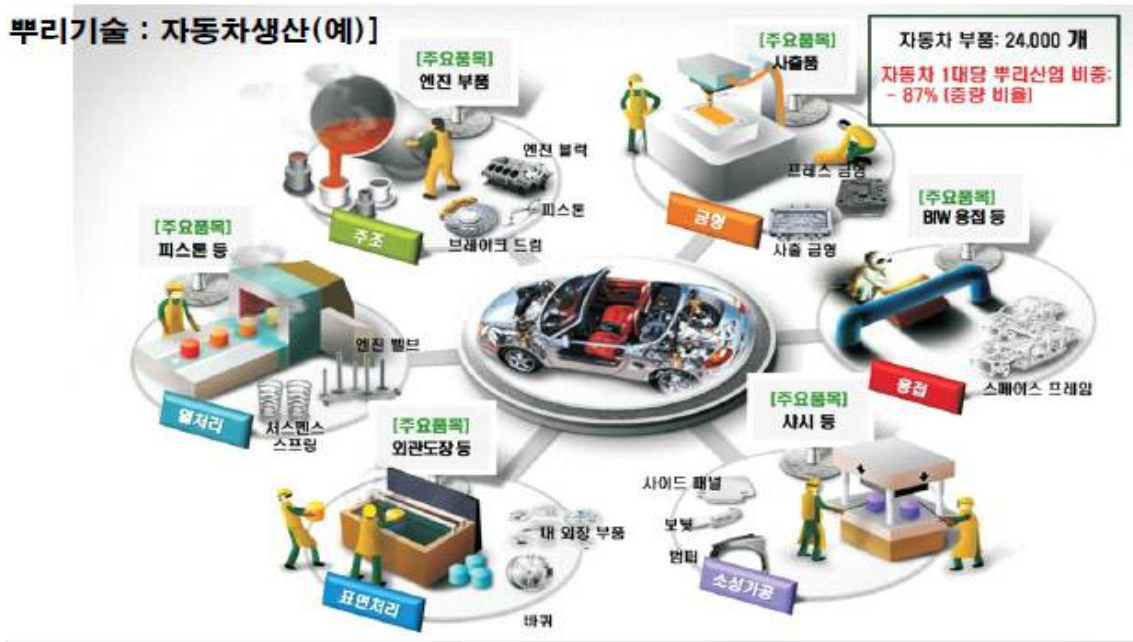 뿌리기술 : 자동차생산(예)]
[주요품목]
엔진 부품
[주요품목]
사출품
자동차 부품: 24.000 개
자동차 1대당 뿌리산업 비중:
- 87% (중량 비율)
엔진 블럭
피스톤
브레이크 드럼
주조
프레스 금형
금형
사출 금형
[주요품목]
BIW 용접 등
[주요품목]
피스톤 등
엔진 벨브
서스펜스
스프링
열처리
용접
스페이스 프레임
[주요품목]
외관도장 등
[주요품목]
샤시 등
사이드 패널
보닛
범퍼
내 외장 부품
소성가공
표면처리
바퀴